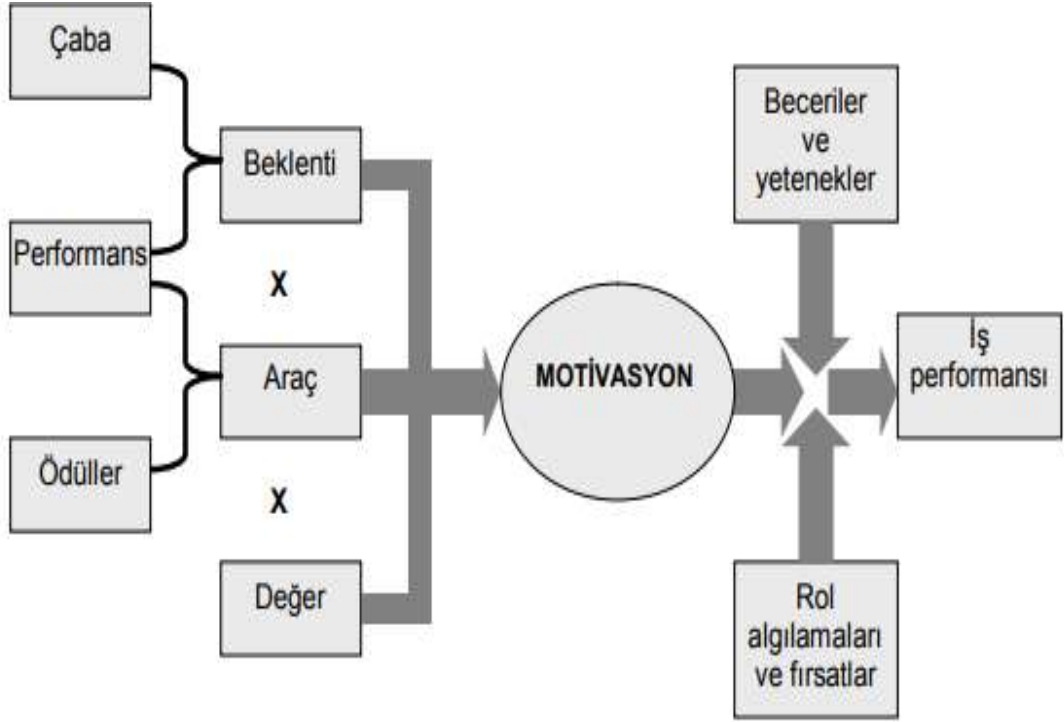 Çaba
Performans
Ödüller
Beklenti
X
Araç
X
Değer
MOTİVASYON
Beceriler
ve
yetenekler
İş
performansı
Rol
algılamaları
ve fırsatlar